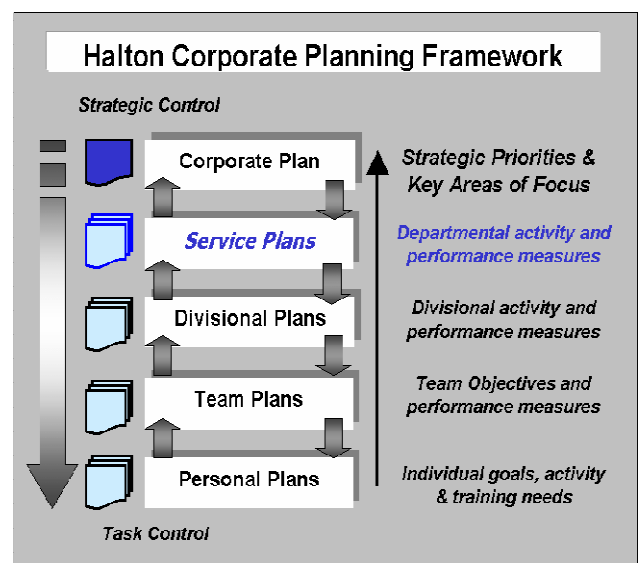 Halton Corporate Planning Framework
Strategic Control
Corporate Plan
Strategic Priorities &
Key Areas of Focus
Service Plans
Departmental activity and
performance measures
Divisional Plans
Divisional activity and
performance measures
Team Plans
Team Objectives and
performance measures
Personal Plans
Individual goals, activity
& training needs
Task Control